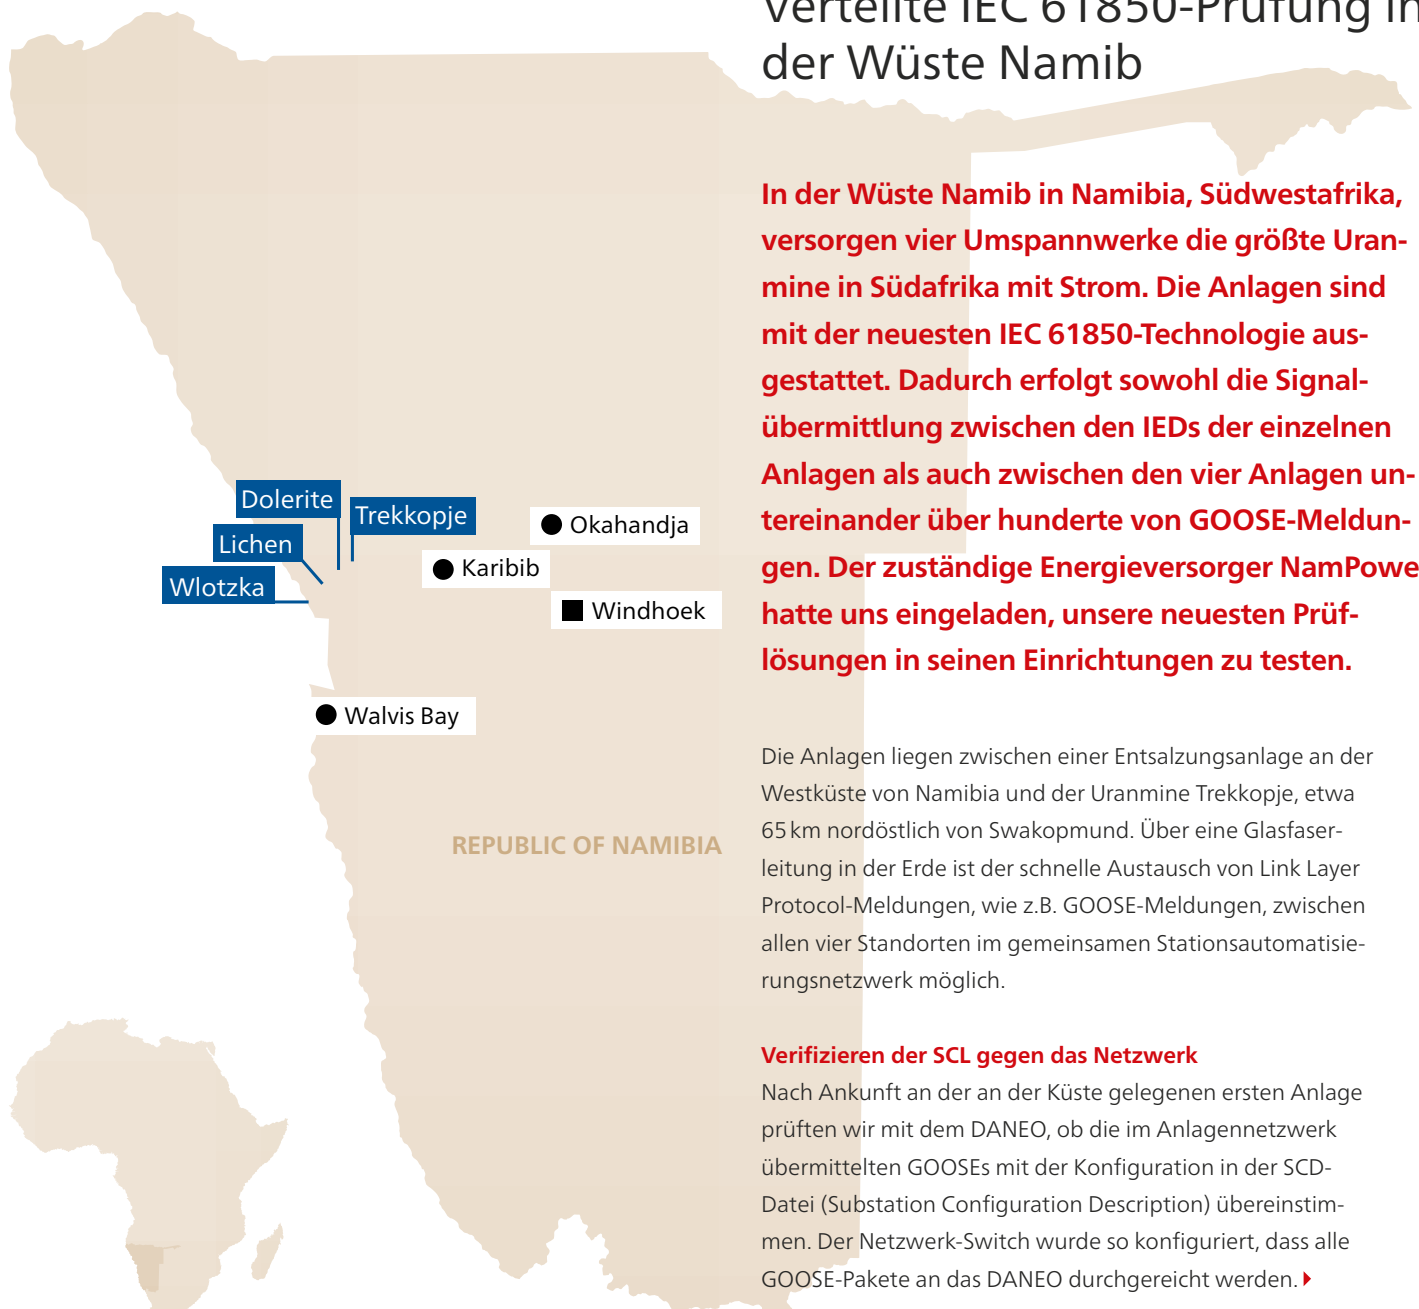 Verteilte IEC 61850-Prüfung in
der Wüste Namib
In der Wüste Namib in Namibia, Südwestafrika,
versorgen vier Umspannwerke die größte Uran-
mine in Südafrika mit Strom. Die Anlagen sind
mit der neuesten IEC 61850-Technologie aus-
gestattet. Dadurch erfolgt sowohl die Signal-
übermittlung zwischen den IEDs der einzelnen
Anlagen als auch zwischen den vier Anlagen un-
tereinander über hunderte von GOOSE-Meldun-
gen. Der zuständige Energieversorger NamPowe
hatte uns eingeladen, unsere neuesten Prüf-
lösungen in seinen Einrichtungen zu testen.
Die Anlagen liegen zwischen einer Entsalzungsanlage an der
Westküste von Namibia und der Uranmine Trekkopje, etwa
65 km nordöstlich von Swakopmund. Über eine Glasfaser-
leitung in der Erde ist der schnelle Austausch von Link Layer
Protocol-Meldungen, wie z.B. GOOSE-Meldungen, zwischen
allen vier Standorten im gemeinsamen Stationsautomatisie-
rungsnetzwerk möglich.
Verifizieren der SCL gegen das Netzwerk
Nach Ankunft an der an der Küste gelegenen ersten Anlage
prüften wir mit dem DANEO, ob die im Anlagennetzwerk
übermittelten GOOSEs mit der Konfiguration in der SCD-
Datei (Substation Configuration Description) übereinstim-
men. Der Netzwerk-Switch wurde so konfiguriert, dass alle
GOOSE-Pakete an das DANEO durchgereicht werden.
Dolerite
Trekkopje
Lichen
Wlotzka
Okahandja
Karibib
Windhoek
Walvis Bay
REPUBLIC OF NAMIBIA